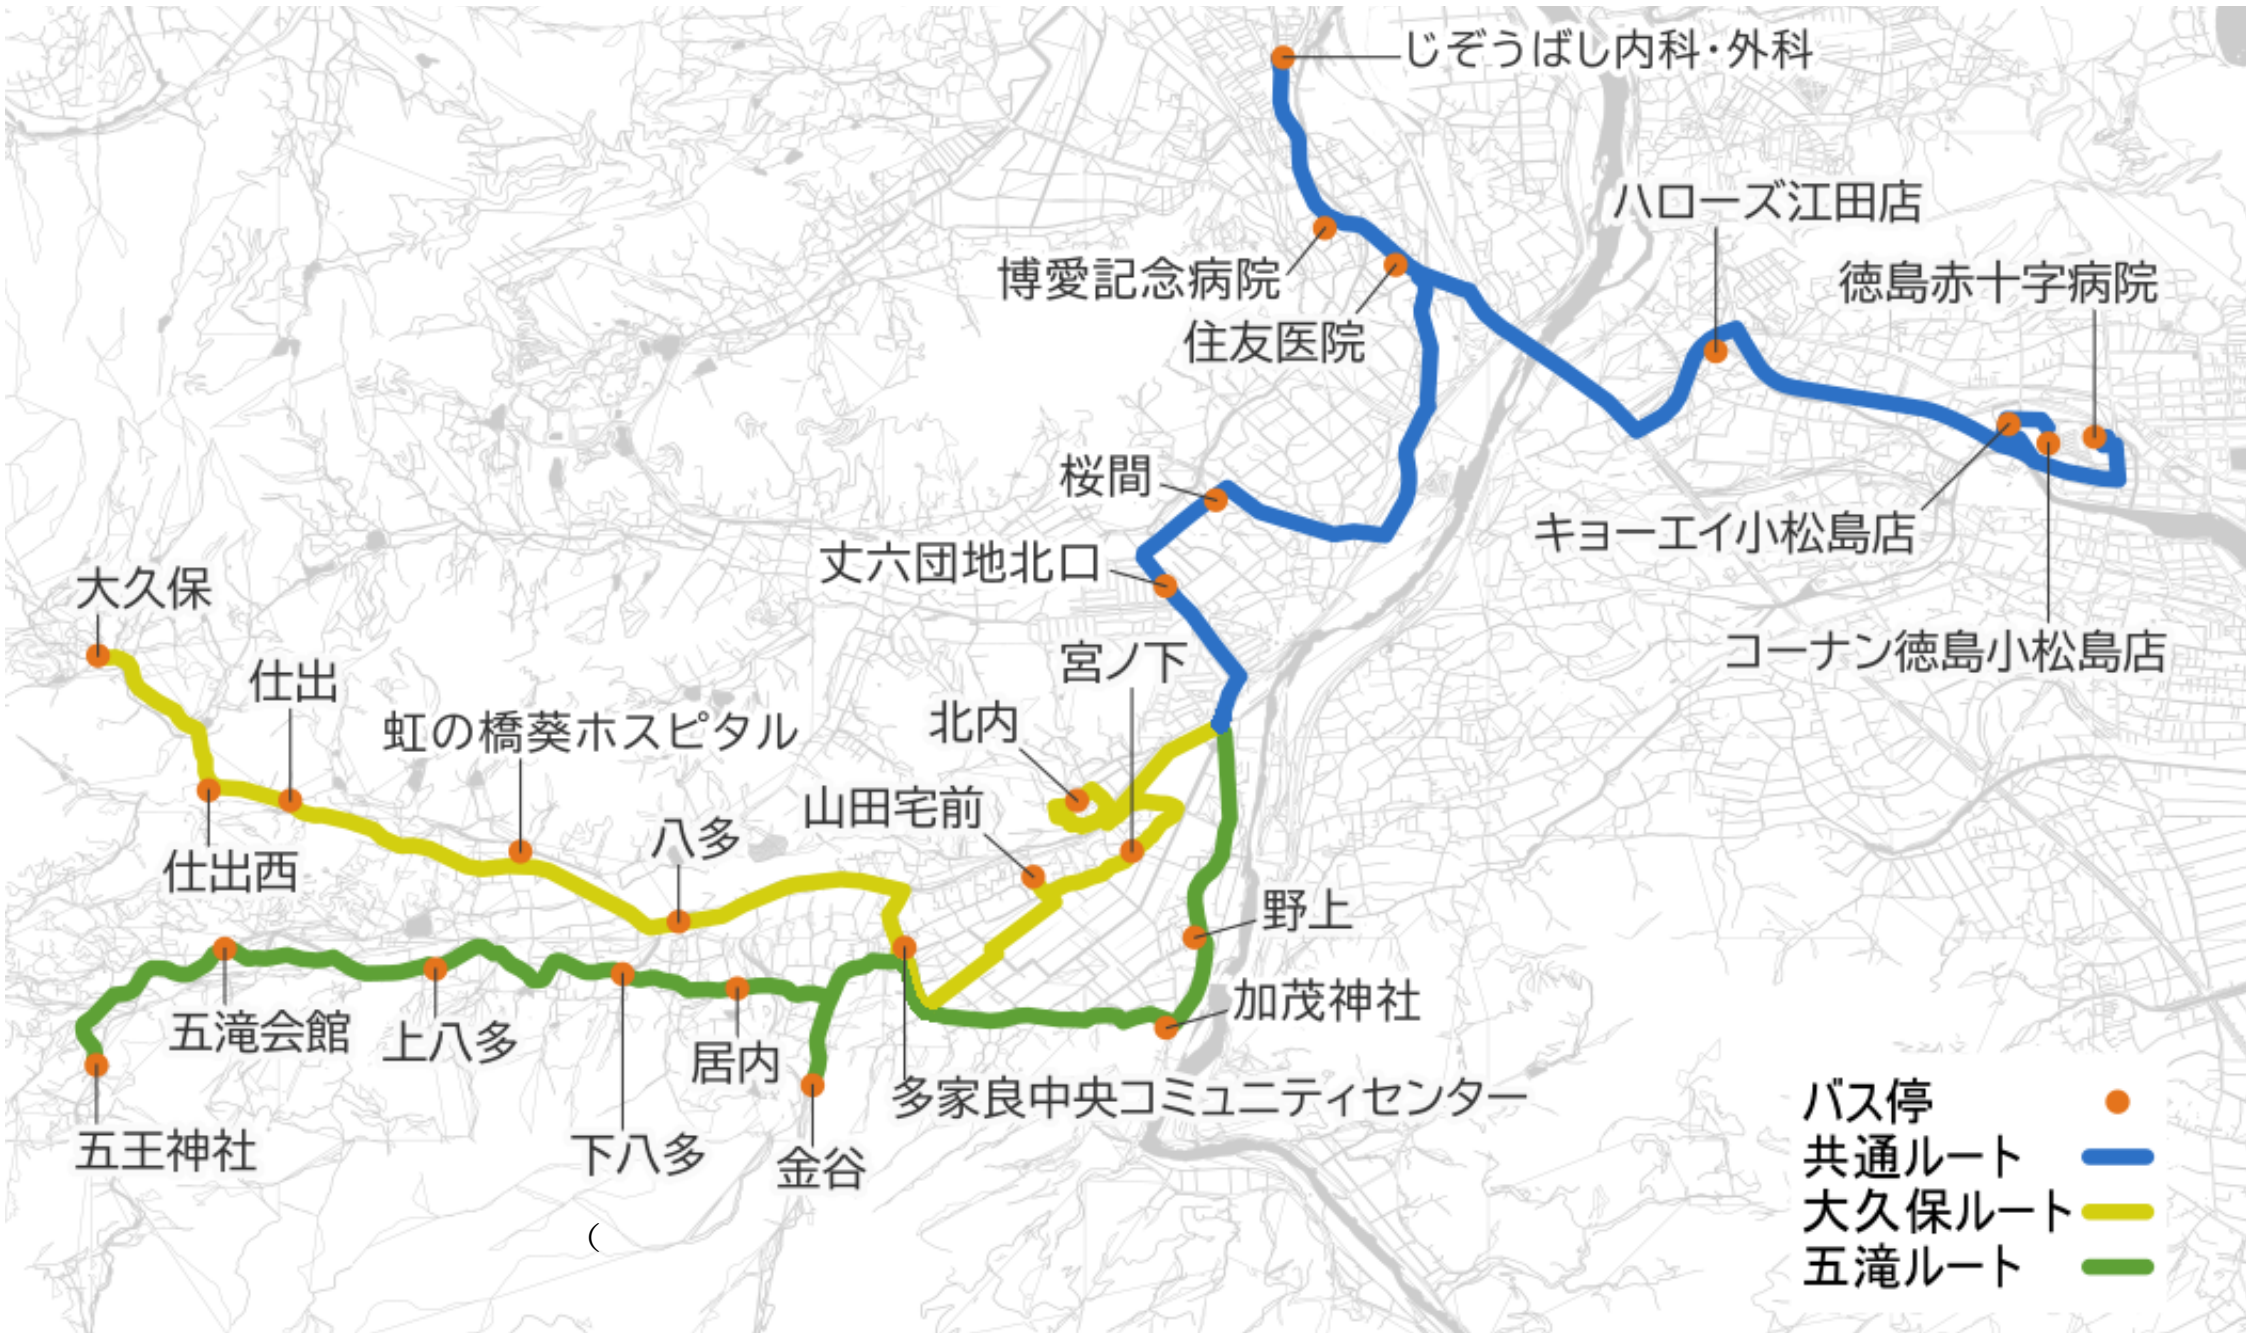 じぞうばし内科・外科
ハローズ江田店
博愛記念病院
徳島赤十字病院
住友医院
桜間
キョーエイ小松島店
丈六団地北口
大久保
宮ノ下
コーナン徳島小松島店
仕出
虹の橋葵ホスピタル
北内
山田宅前
八多
仕出西
野上
加茂神社
五滝会館
上八多
居内
多家良中央コミュニティセンター
五王神社
下八多
金谷
(
バス停
共通ルート
大久保ルート
五滝ルート